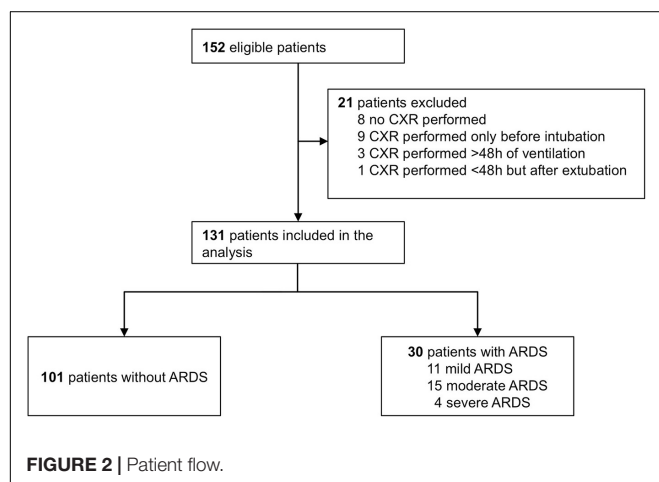 152 eligible patients
21 patients excluded
8 no CXR performed
9 CXR performed only before intubation
3 CXR performed >48h of ventilation
1 CXR performed <48h but after extubation
131 patients included in the
analysis
101 patients without ARDS
30 patients with ARDS
11 mild ARDS
15 moderate ARDS
4 severe ARDS
FIGURE 2 | Patient flow.